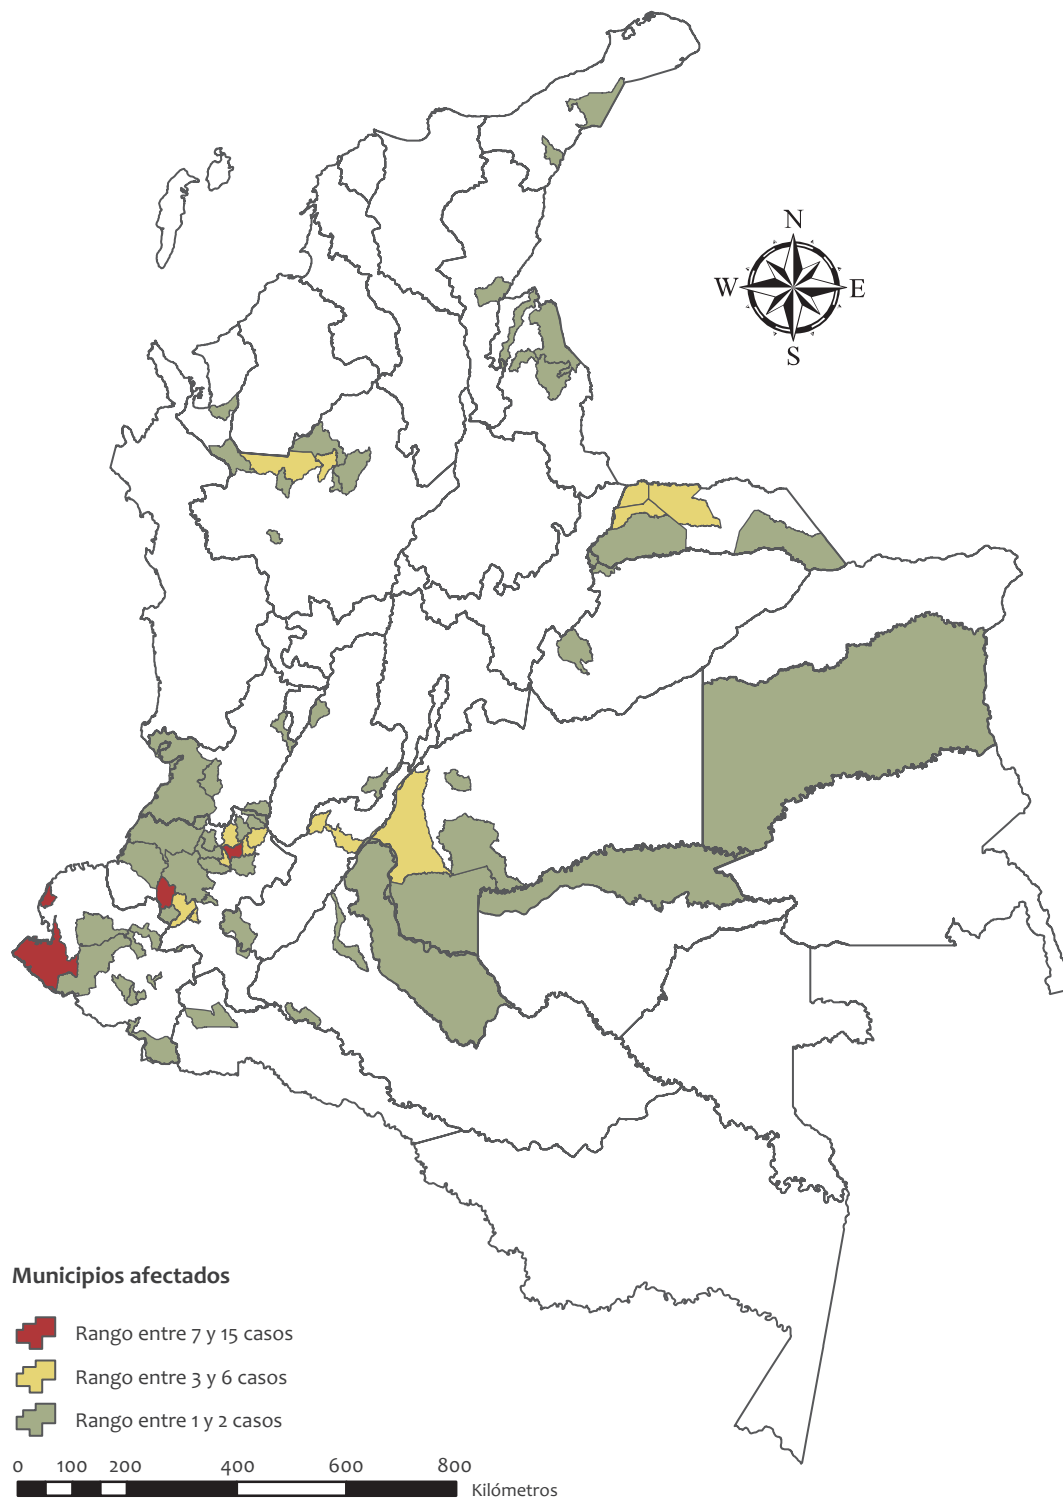 N
W E
S
Municipios afectados
Rango entre 7 y 15 casos
Rango entre 3 y 6 casos
Rango entre 1 y 2 casos
0 100 200 400 600 800
Kilómetros